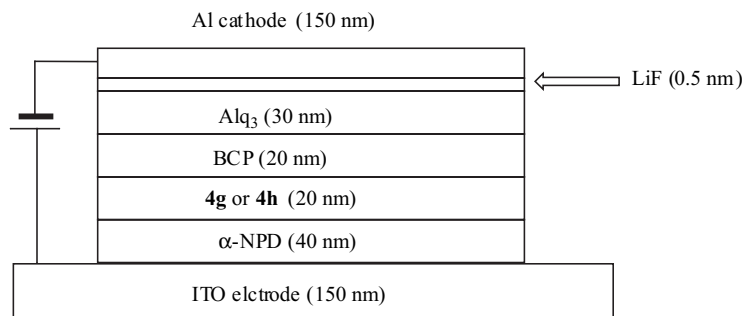 Al cathode (150 nm)
LiF (0.5 nm)
Alq₃ (30 nm)
BCP (20 nm)
4g or 4h (20 nm)
α-NPD (40 nm)
ITO elctrode (150 nm)